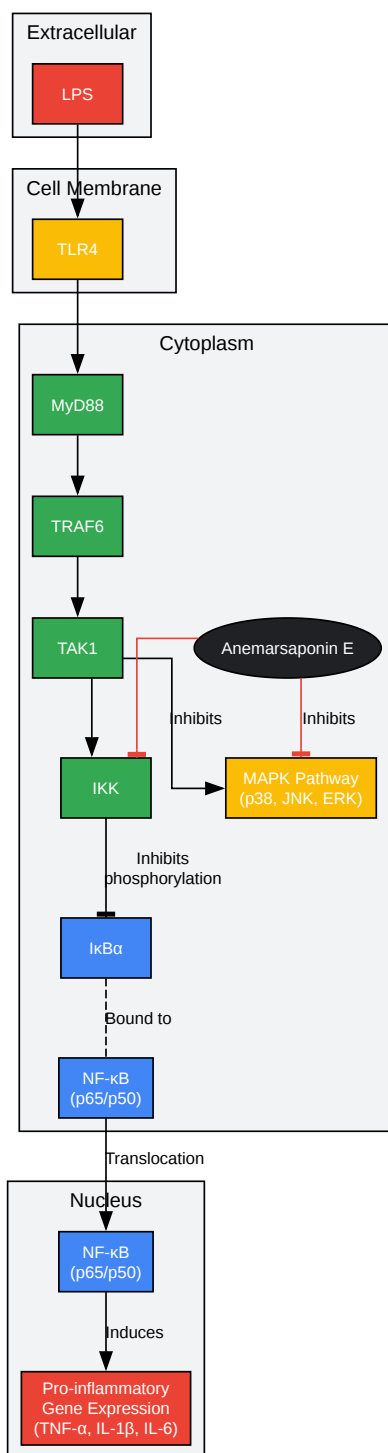 Extracellular
LPS
Cell Membrane
TLR4
Cytoplasm
MyD88
TRAF6
TAK1
Anemarsaponin E
Inhibits
Inhibits
IKK
MAPK Pathway
(p38, JNK, ERK)
Inhibits
phosphorylation
IκBα
Bound to
NF-κB
(p65/p50)
Translocation
Nucleus
NF-κB
(p65/p50)
Induces
Pro-inflammatory
Gene Expression
(TNF-α, IL-1β, IL-6)